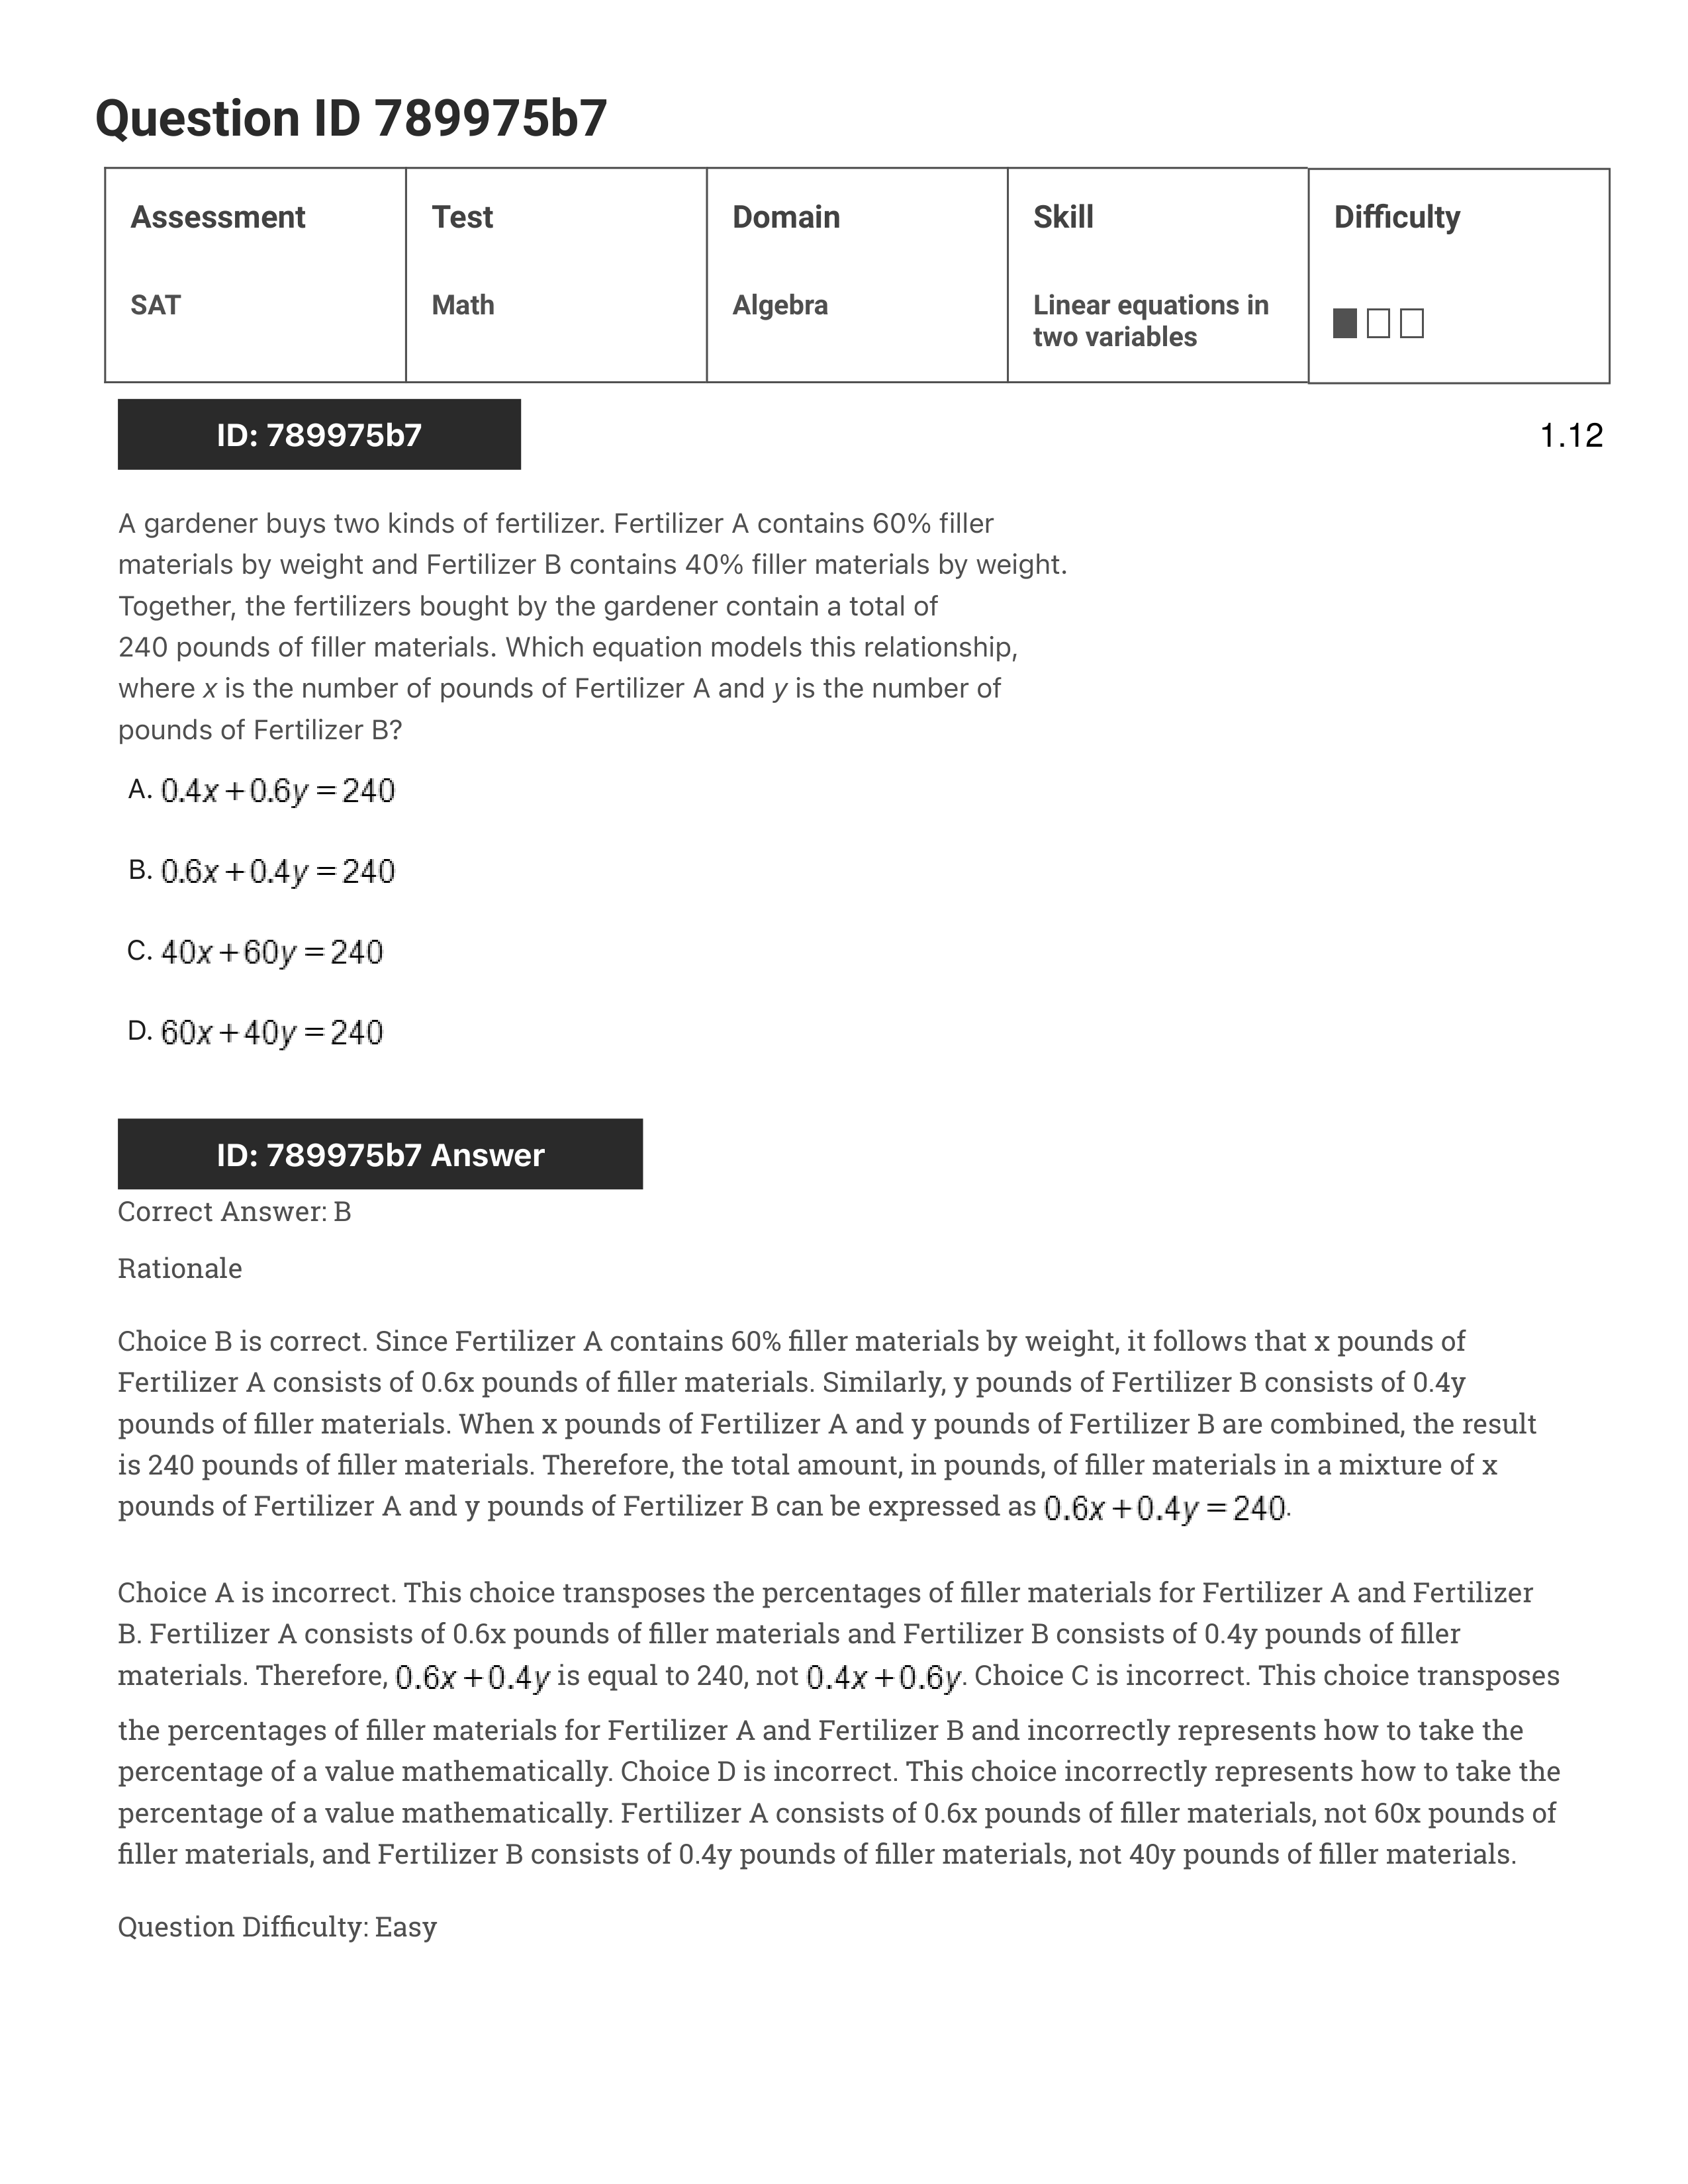 Question ID 789975b7
Assessment
Test
Domain
Skill
Difficulty
SAT
Math
Algebra
Linear equations in
two variables
ID: 789975b7
1.12
A gardener buys two kinds of fertilizer. Fertilizer A contains 60% filler
materials by weight and Fertilizer B contains 40% filler materials by weight.
Together, the fertilizers bought by the gardener contain a total of
240 pounds of filler materials. Which equation models this relationship,
where x is the number of pounds of Fertilizer A and y is the number of
pounds of Fertilizer B?
A. 0.4x + 0.6y = 240
B. 0.6x + 0.4y = 240
C. 40x + 60y = 240
D. 60x + 40y = 240
ID: 789975b7 Answer
Correct Answer: B
Rationale
Choice B is correct. Since Fertilizer A contains 60% filler materials by weight, it follows that x pounds of
Fertilizer A consists of 0.6x pounds of filler materials. Similarly, y pounds of Fertilizer B consists of 0.4y
pounds of filler materials. When x pounds of Fertilizer A and y pounds of Fertilizer B are combined, the result
is 240 pounds of filler materials. Therefore, the total amount, in pounds, of filler materials in a mixture of x
pounds of Fertilizer A and y pounds of Fertilizer B can be expressed as 0.6x + 0.4y = 240.
Choice A is incorrect. This choice transposes the percentages of filler materials for Fertilizer A and Fertilizer
B. Fertilizer A consists of 0.6x pounds of filler materials and Fertilizer B consists of 0.4y pounds of filler
materials. Therefore, 0.6x + 0.4y is equal to 240, not 0.4x + 0.6y. Choice C is incorrect. This choice transposes
the percentages of filler materials for Fertilizer A and Fertilizer B and incorrectly represents how to take the
percentage of a value mathematically. Choice D is incorrect. This choice incorrectly represents how to take the
percentage of a value mathematically. Fertilizer A consists of 0.6x pounds of filler materials, not 60x pounds of
filler materials, and Fertilizer B consists of 0.4y pounds of filler materials, not 40y pounds of filler materials.
Question Difficulty: Easy